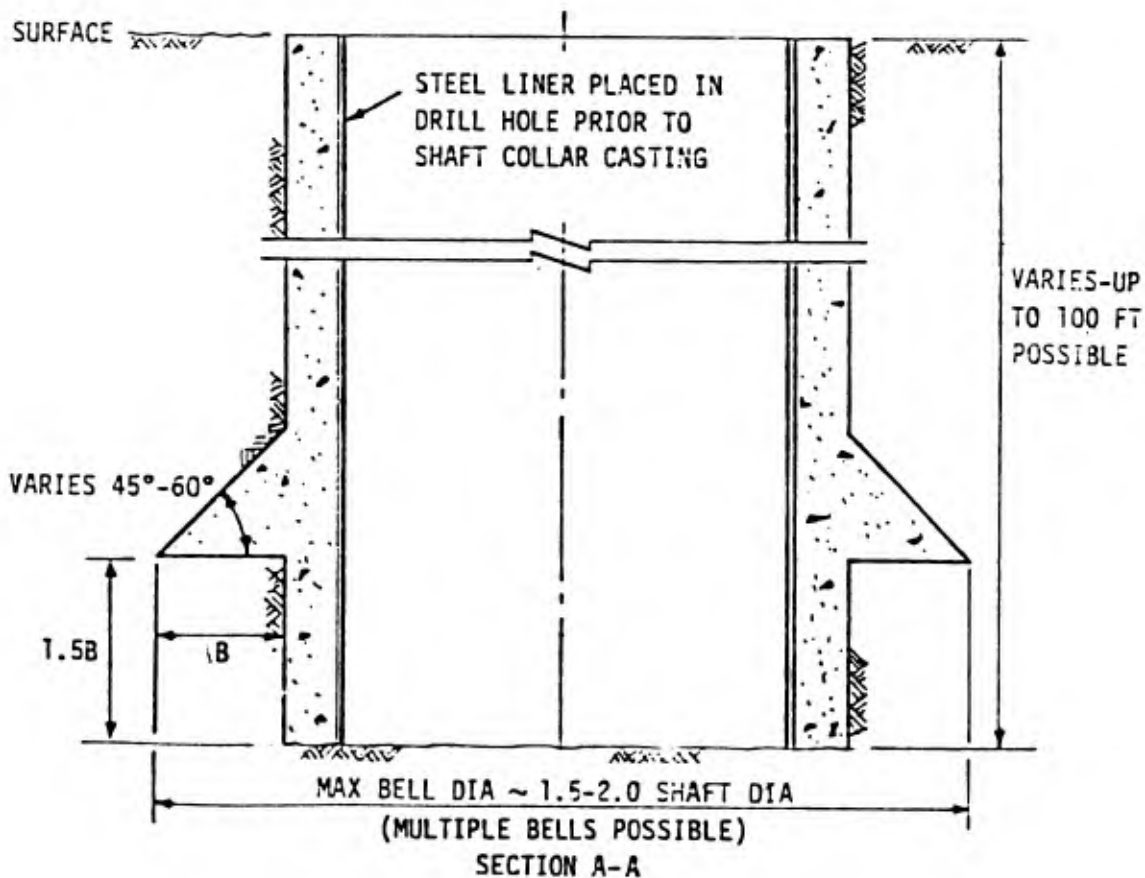 SURFACE
STEEL LINER PLACED IN
DRILL HOLE PRIOR TO
SHAFT COLLAR CASTING
VARIES-UP
TO 100 FT
POSSIBLE
VARIES 45°-60°
1.5B
B
MAX BELL DIA ~ 1.5-2.0 SHAFT DIA
(MULTIPLE BELLS POSSIBLE)
SECTION A-A